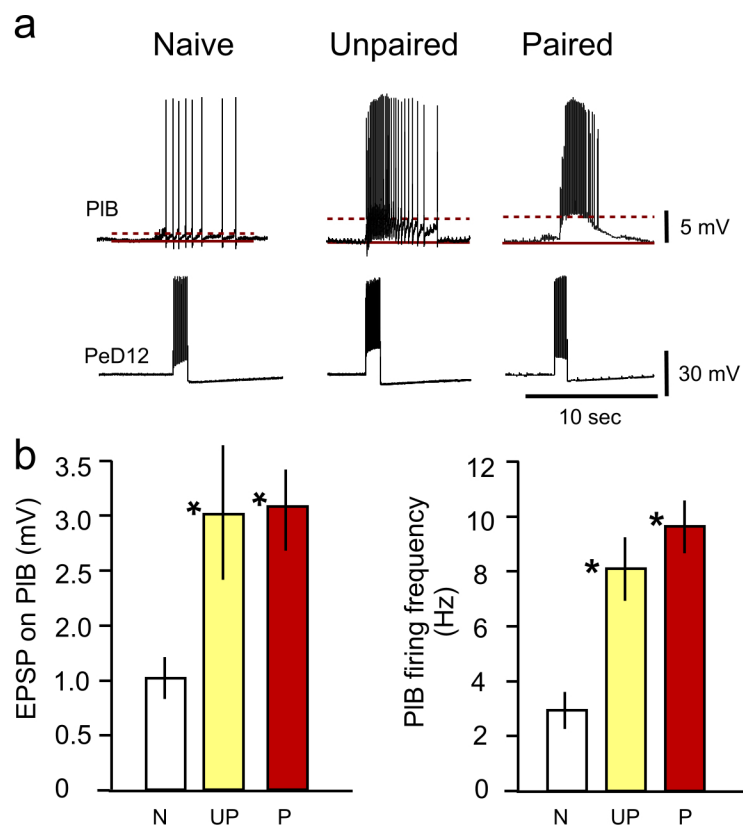 a
Naive Unpaired Paired
PIB
5 mV
PeD12
30 mV
10 sec
b
EPSP on PIB (mV)
3.5
3.0
2.5
2.0
1.0
0.5
0
N UP P
* *
PIB firing frequency
(Hz)
12
10
8
6
4
2
0
N UP P
* *